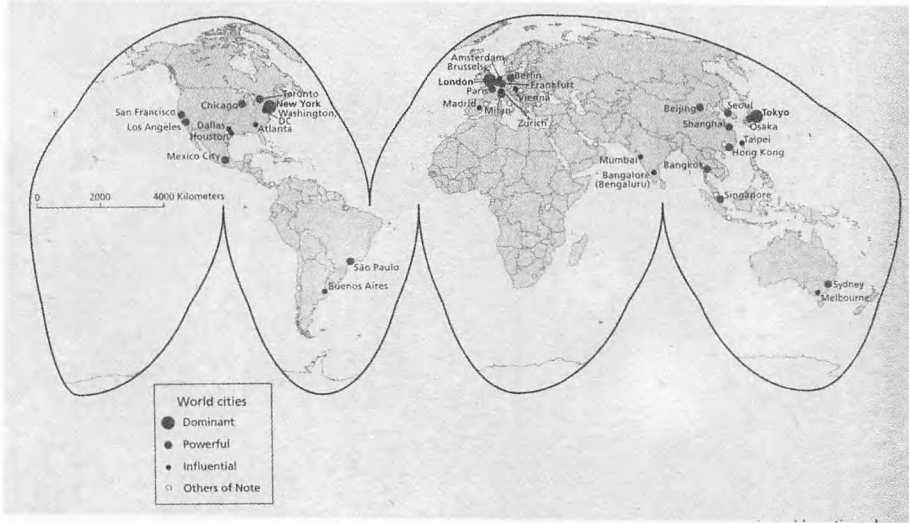 Amsterdam
Brussels
Berlin
London
Frankfurt
Paris
Vienna
Madrid
Milan
Zurich
Toronto
Chicago
New York
Washington,
DC
San Francisco
Los Angeles
Dallas
Atlanta
Houston
Mexico City
Beijing
Seoul
Tokyo
Shanghai
Osaka
Taipei
Hong Kong
Mumbai
Bangkok
Bangalore
(Bengaluru)
Singapore
0 2000 4000 Kilometers
São Paulo
Buenos Aires
Sydney
Melbourne
World cities
Dominant
Powerful
Influential
Others of Note